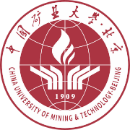 中国矿业大学·北京
CHINA UNIVERSITY OF MINING & TECHNOLOGY,BEIJING
1909